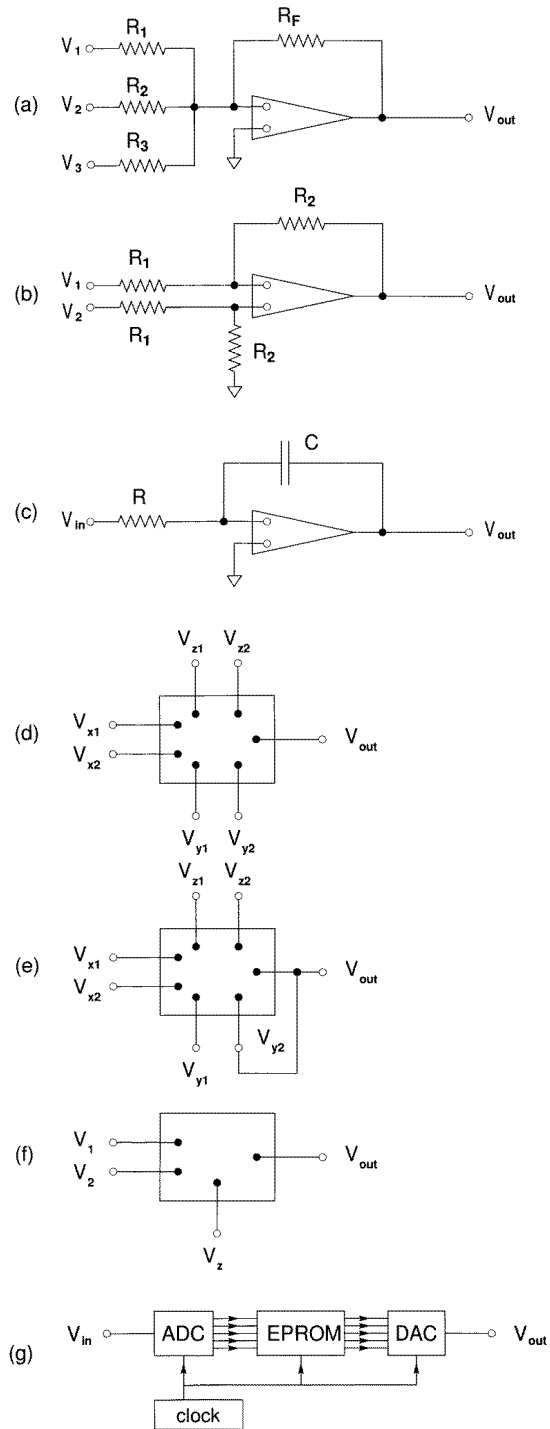 R1
RF
V1
R2
(a)
V2
Vout
R3
V3
R2
R1
(b)
V1
Vout
V2
R1
R2
C
R
(c)
Vin
Vout
Vz1 Vz2
(d)
Vx1
Vout
Vx2
Vy1 Vy2
Vz1 Vz2
(e)
Vx1
Vout
Vx2
Vy2
Vy1
(f)
V1
Vout
V2
Vz
(g)
Vin ADC EPROM DAC Vout
clock